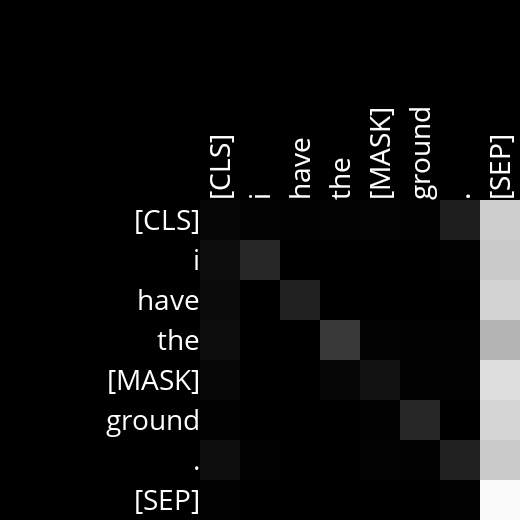 [CLS] i have the [MASK] ground . [SEP]
[CLS]
i
have
the
[MASK]
ground
.
[SEP]